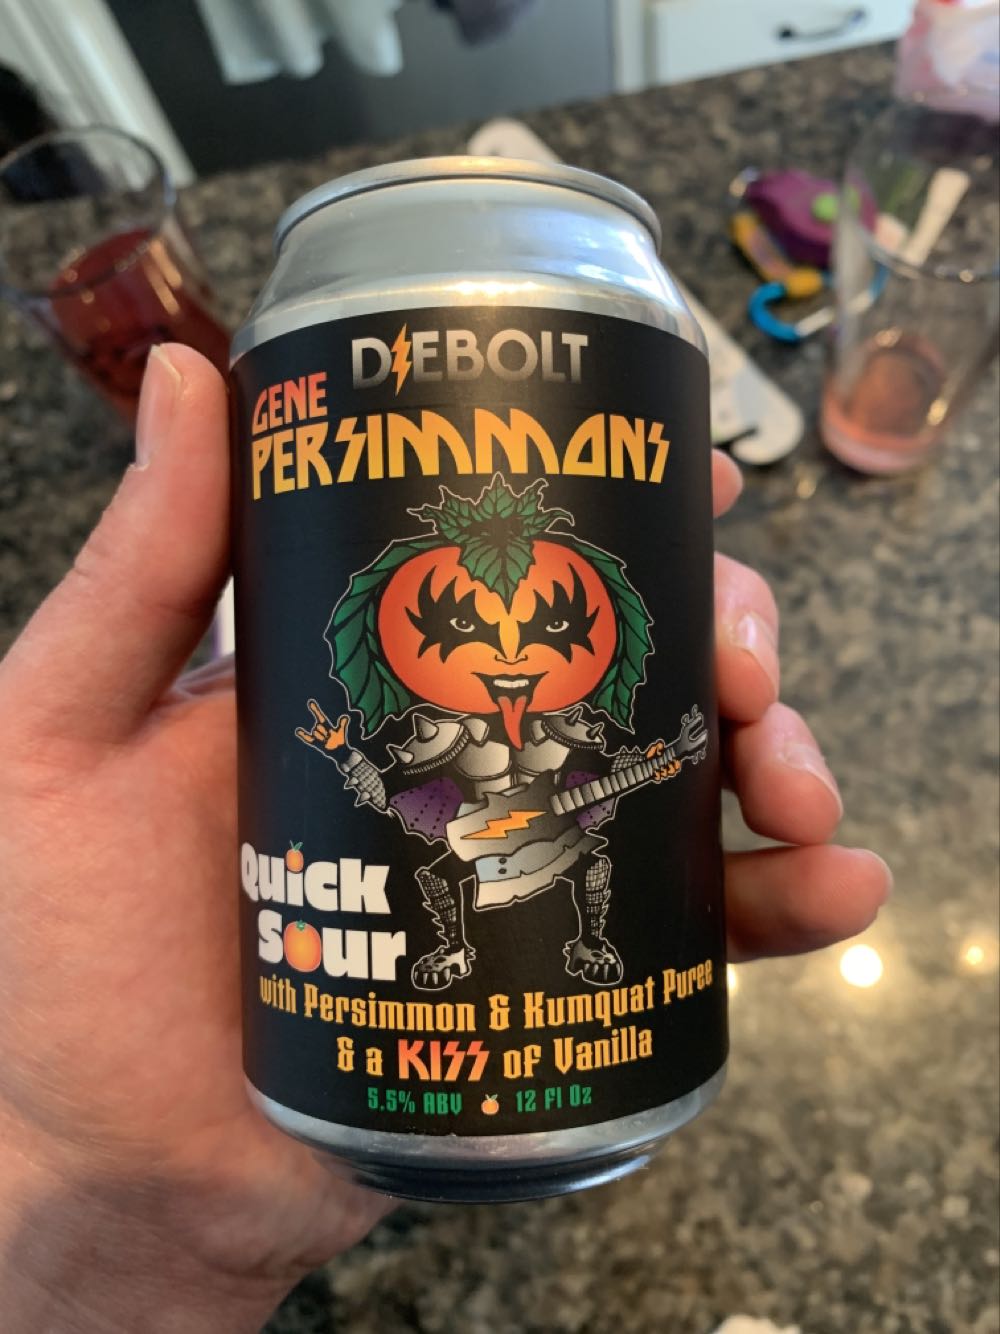 DIEBOLT
GENE
PERSIMMONS
Quick
Sour
with Persimmon & Kumquat Puree
& a KISS of Vanilla
5.5% ABV 12 Fl Oz